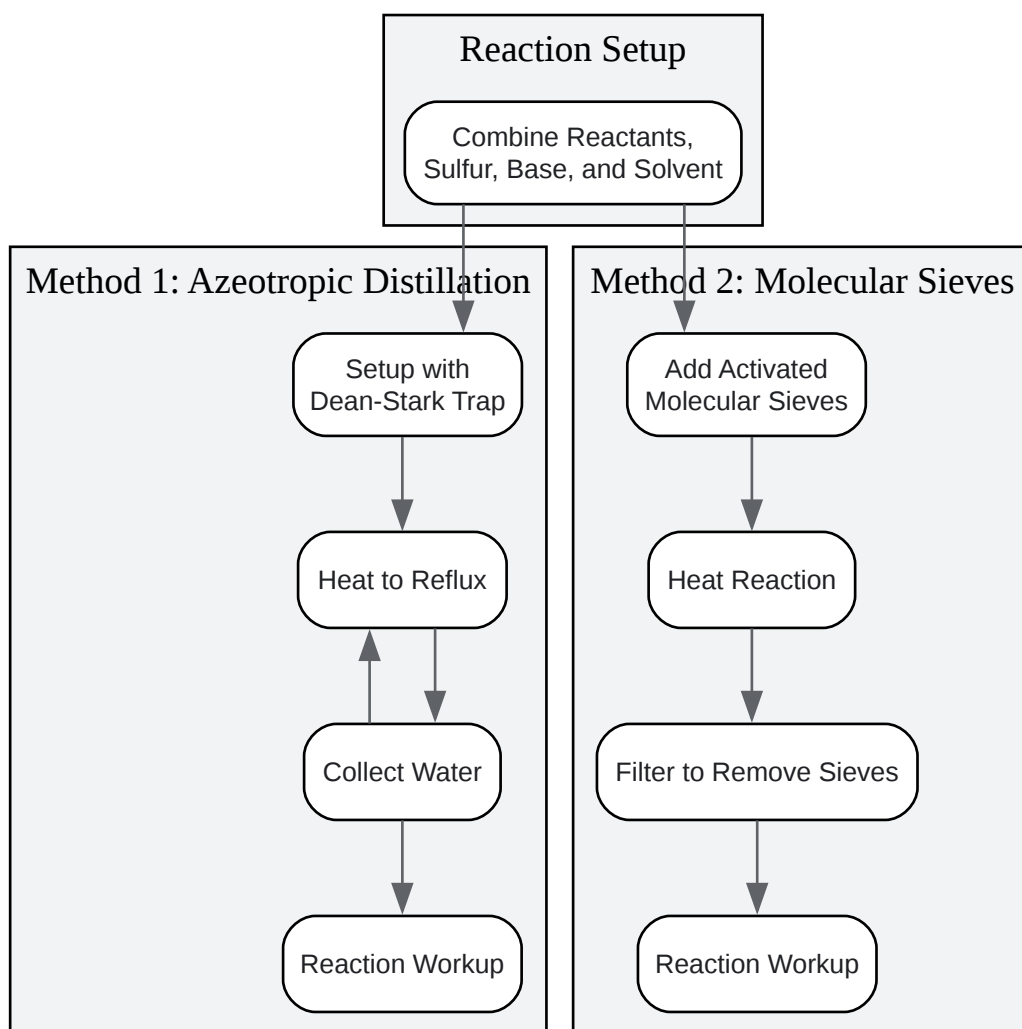 Reaction Setup
Combine Reactants,
Sulfur, Base, and Solvent
Method 1: Azeotropic Distillation
Setup with
Dean-Stark Trap
Heat to Reflux
Collect Water
Reaction Workup
Method 2: Molecular Sieves
Add Activated
Molecular Sieves
Heat Reaction
Filter to Remove Sieves
Reaction Workup